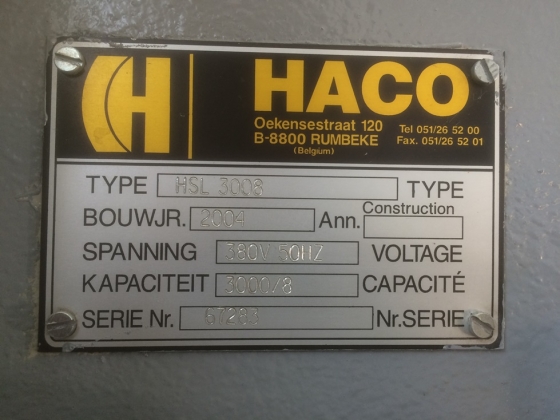 H HACO
Oekensestraat 120
B-8800 RUMBEKE
(Belgium)
Tel 051/26 52 00
Fax. 051/26 52 01
TYPE HSL 3008 TYPE
BOUWJR. 2004 Ann. Construction
SPANNING 380V 50HZ VOLTAGE
KAPACITEIT 3000/8 CAPACITÉ
SERIE Nr. 67283 Nr.SERIE